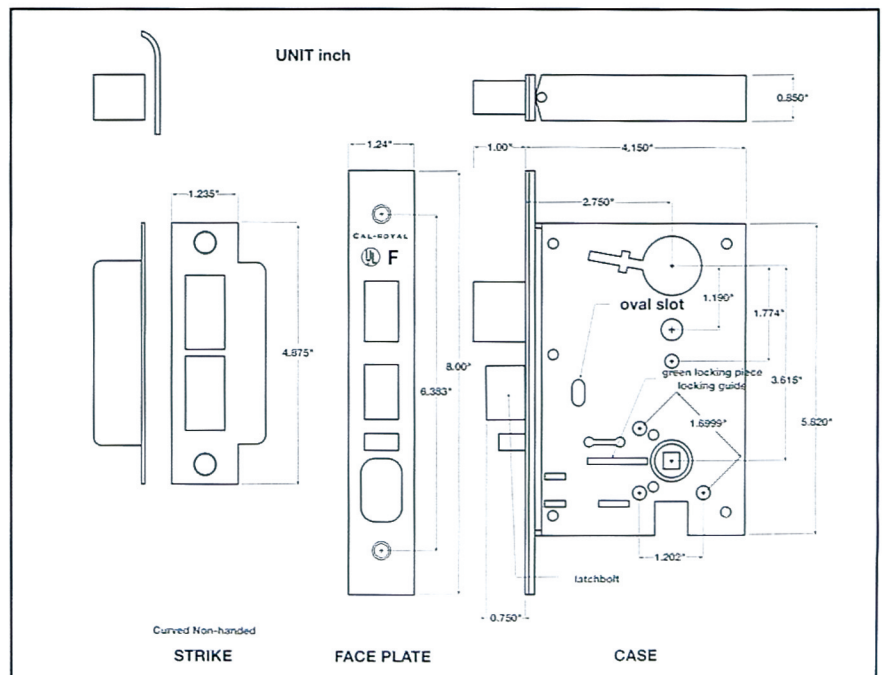 UNIT inch
0.850"
1.24"
1.00"
4.150"
1.235"
2.750"
CAL-ROYAL
UL F
oval slot
1.190"
1.774"
4.875"
8.00"
6.383"
green locking piece
locking guide
3.615"
1.6999"
5.820"
1.202"
latchbolt
0.750"
Curved Non-handed
STRIKE
FACE PLATE
CASE